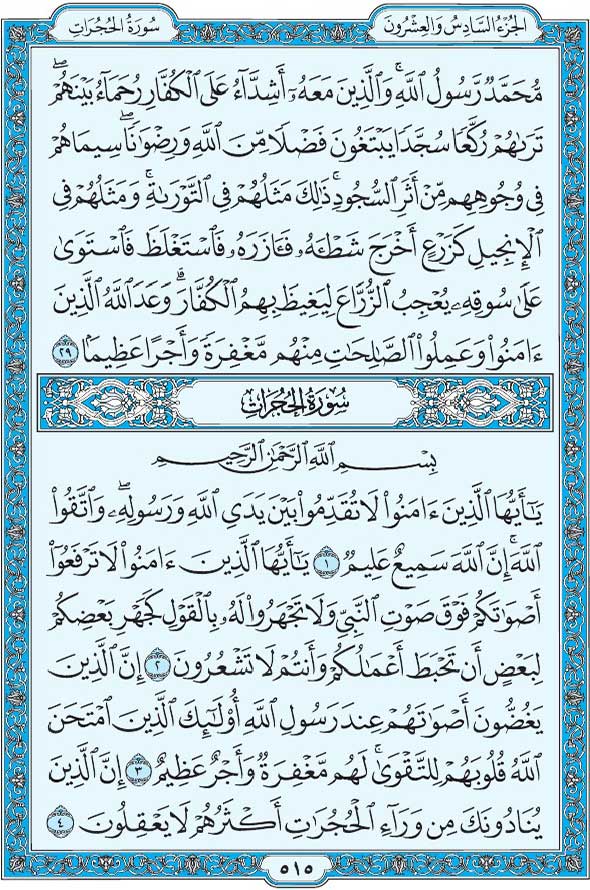 الجُزءُ السَّادِسُ وَالعِشْرُونَ
سُورَةُ الحُجُرَاتِ
مُّحَمَّدٌ رَّسُولُ ٱللَّهِۚ وَٱلَّذِينَ مَعَهُۥٓ أَشِدَّآءُ عَلَى ٱلْكُفَّارِ رُحَمَآءُ بَيْنَهُمْۖ
تَرَىٰهُمْ رُكَّعًا سُجَّدًا يَبْتَغُونَ فَضْلًا مِّنَ ٱللَّهِ وَرِضْوَٰنًاۖ سِيمَاهُمْ
فِى وُجُوهِهِم مِّنْ أَثَرِ ٱلسُّجُودِۚ ذَٰلِكَ مَثَلُهُمْ فِى ٱلتَّوْرَىٰةِۚ وَمَثَلُهُمْ فِى
ٱلْإِنجِيلِ كَزَرْعٍ أَخْرَجَ شَطْـَٔهُۥ فَـَٔازَرَهُۥ فَٱسْتَغْلَظَ فَٱسْتَوَىٰ
عَلَىٰ سُوقِهِۦ يُعْجِبُ ٱلزُّرَّاعَ لِيَغِيظَ بِهِمُ ٱلْكُفَّارَۗ وَعَدَ ٱللَّهُ ٱلَّذِينَ
ءَامَنُوا۟ وَعَمِلُوا۟ ٱلصَّـٰلِحَـٰتِ مِنْهُم مَّغْفِرَةً وَأَجْرًا عَظِيمًۢا ٢٩
سُورَةُ الحُجُرَاتِ
بِسْمِ ٱللَّهِ ٱلرَّحْمَـٰنِ ٱلرَّحِيمِ
يَـٰٓأَيُّهَا ٱلَّذِينَ ءَامَنُوا۟ لَا تُقَدِّمُوا۟ بَيْنَ يَدَىِ ٱللَّهِ وَرَسُولِهِۦۖ وَٱتَّقُوا۟
ٱللَّهَۚ إِنَّ ٱللَّهَ سَمِيعٌ عَلِيمٌ ١ يَـٰٓأَيُّهَا ٱلَّذِينَ ءَامَنُوا۟ لَا تَرْفَعُوٓا۟
أَصْوَٰتَكُمْ فَوْقَ صَوْتِ ٱلنَّبِىِّ وَلَا تَجْهَرُوا۟ لَهُۥ بِٱلْقَوْلِ كَجَهْرِ بَعْضِكُمْ
لِبَعْضٍ أَن تَحْبَطَ أَعْمَـٰلُكُمْ وَأَنتُمْ لَا تَشْعُرُونَ ٢ إِنَّ ٱلَّذِينَ
يَغُضُّونَ أَصْوَٰتَهُمْ عِندَ رَسُولِ ٱللَّهِ أُو۟لَـٰٓئِكَ ٱلَّذِينَ ٱمْتَحَنَ
ٱللَّهُ قُلُوبَهُمْ لِلتَّقْوَىٰۚ لَهُم مَّغْفِرَةٌ وَأَجْرٌ عَظِيمٌ ٣ إِنَّ ٱلَّذِينَ
يُنَادُونَكَ مِن وَرَآءِ ٱلْحُجُرَٰتِ أَكْثَرُهُمْ لَا يَعْقِلُونَ ٤
٥١٥